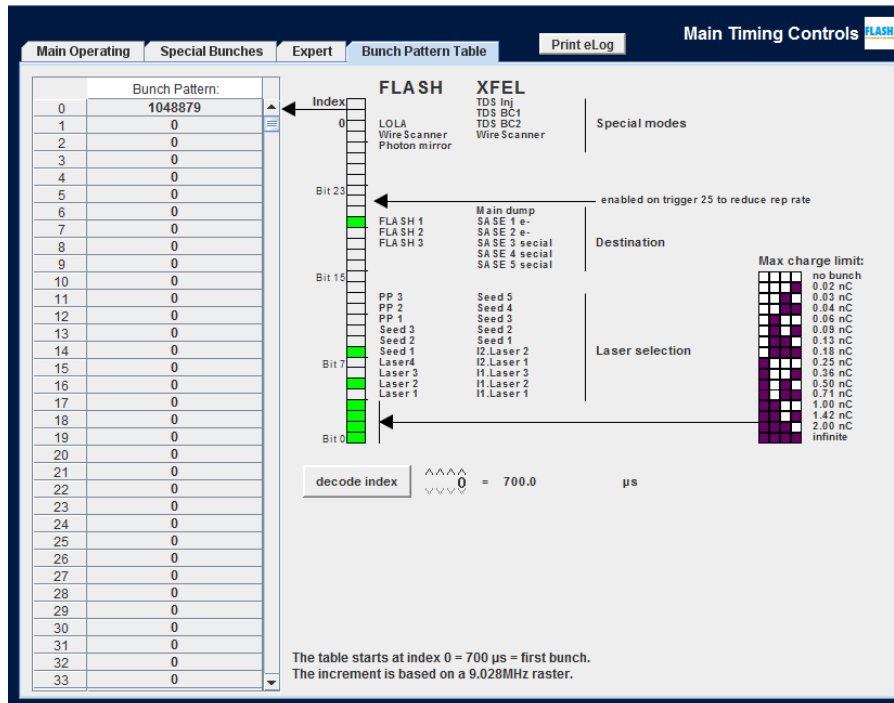 Main Timing Controls FLASH
Main Operating Special Bunches Expert Bunch Pattern Table Print eLog
Bunch Pattern:
0 1048879
1 0
2 0
3 0
4 0
5 0
6 0
7 0
8 0
9 0
10 0
11 0
12 0
13 0
14 0
15 0
16 0
17 0
18 0
19 0
20 0
21 0
22 0
23 0
24 0
25 0
26 0
27 0
28 0
29 0
30 0
31 0
32 0
33 0
FLASH XFEL
Index
0
TDS Inj
TDS BC1
LOLA TDS BC2
WireScanner WireScanner
Photon mirror
Special modes
Bit 23
enabled on trigger 25 to reduce rep rate
Main dump
FLASH 1 SASE 1 e-
FLASH 2 SASE 2 e-
FLASH 3 SASE 3 secial
SASE 4 secial
SASE 5 secial
Destination
Bit 15
PP 3 Seed 5
PP 2 Seed 4
PP 1 Seed 3
Seed 3 Seed 2
Seed 2 Seed 1
Seed 1 I2.Laser 2
Laser4 I2.Laser 1
Laser 3 I1.Laser 3
Laser 2 I1.Laser 2
Laser 1 I1.Laser 1
Laser selection
Bit 7
Bit 0
Max charge limit:
no bunch
0.02 nC
0.03 nC
0.04 nC
0.06 nC
0.09 nC
0.13 nC
0.18 nC
0.25 nC
0.36 nC
0.50 nC
0.71 nC
1.00 nC
1.42 nC
2.00 nC
infinite
decode index 0 = 700.0 µs
The table starts at index 0 = 700 µs = first bunch.
The increment is based on a 9.028MHz raster.